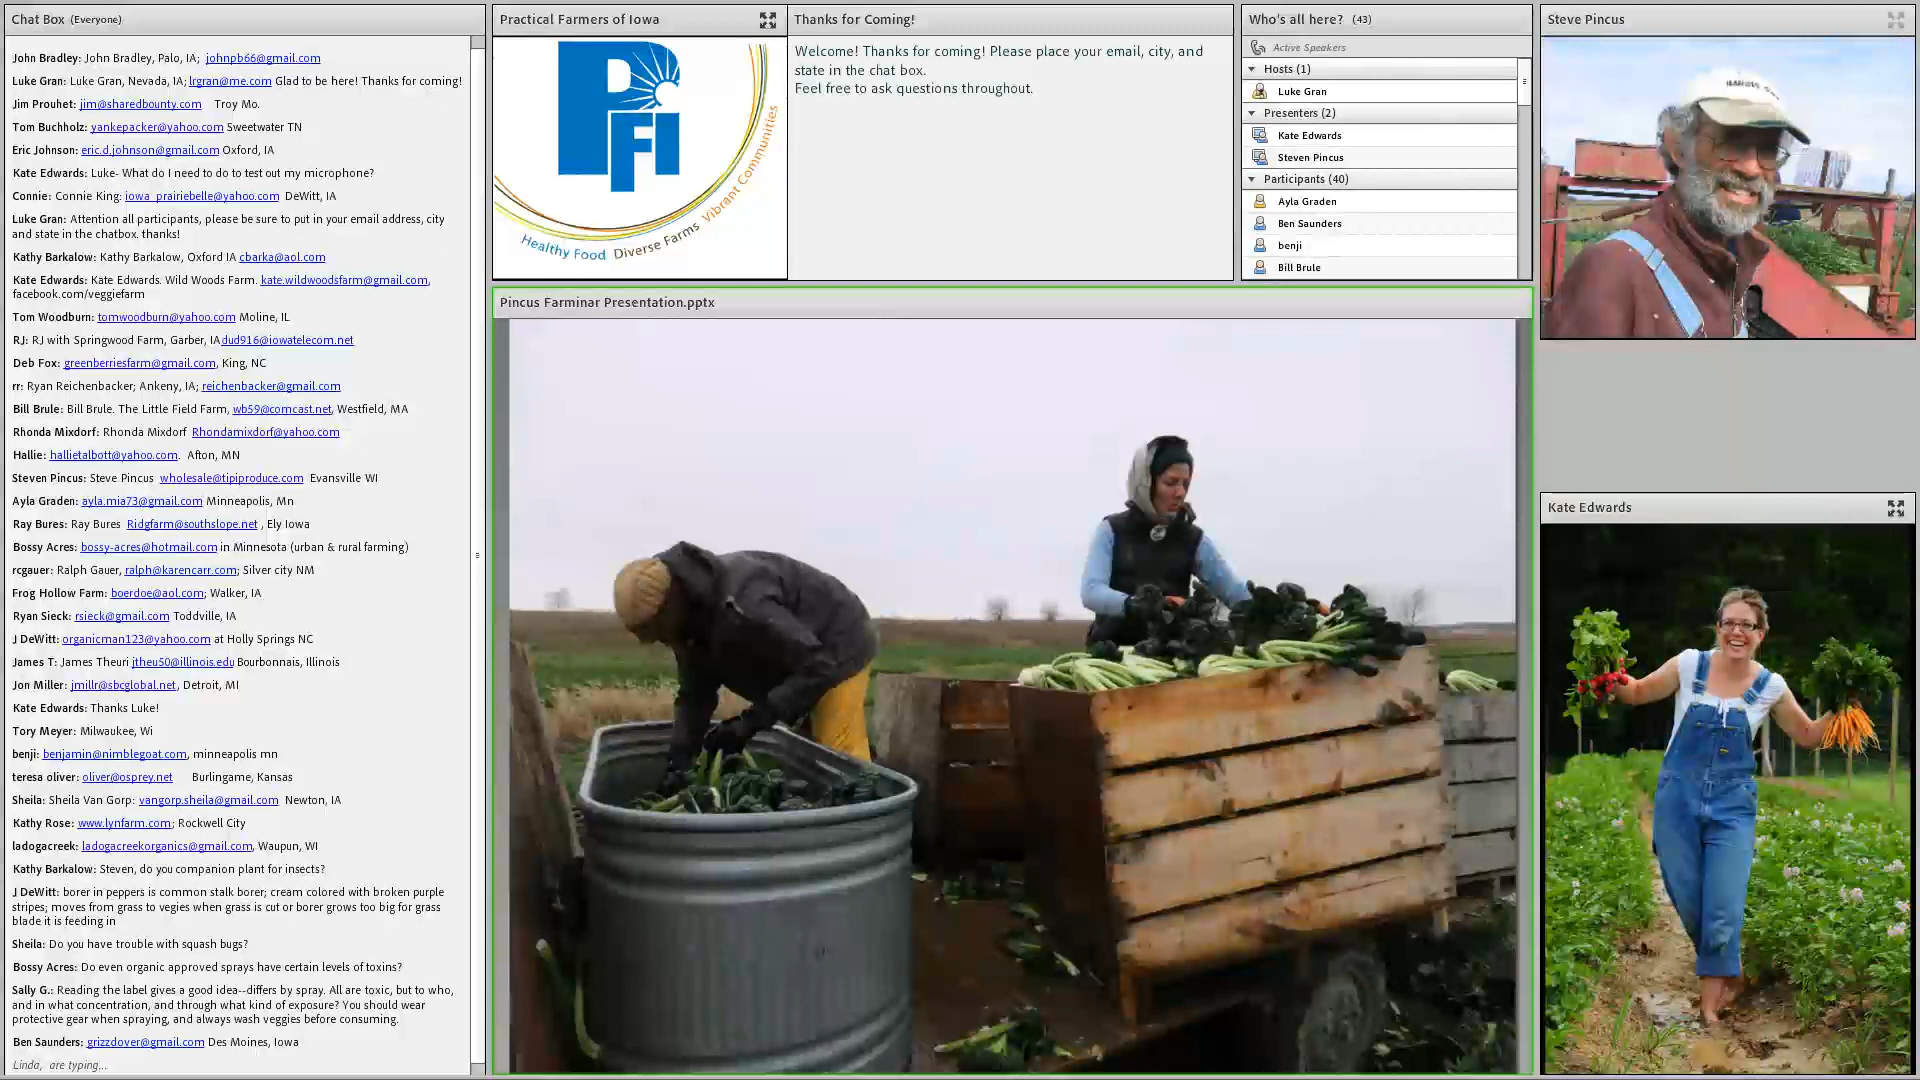 Chat Box (Everyone)
John Bradley: John Bradley, Palo, IA; johnpb66@gmail.com
Luke Gran: Luke Gran, Nevada, IA; lrgran@me.com Glad to be here! Thanks for coming!
Jim Prouhet: jim@sharedbounty.com Troy Mo.
Tom Buchholz: yankepacker@yahoo.com Sweetwater TN
Eric Johnson: eric.d.johnson@gmail.com Oxford, IA
Kate Edwards: Luke- What do I need to do to test out my microphone?
Connie: Connie King: iowa_prairiebelle@yahoo.com DeWitt, IA
Luke Gran: Attention all participants, please be sure to put in your email address, city
and state in the chatbox. thanks!
Kathy Barkalow: Kathy Barkalow, Oxford IA cbarka@aol.com
Kate Edwards: Kate Edwards. Wild Woods Farm. kate.wildwoodsfarm@gmail.com,
facebook.com/veggiefarm
Tom Woodburn: tomwoodburn@yahoo.com Moline, IL
RJ: RJ with Springwood Farm, Garber, IA dud916@iowatelecom.net
Deb Fox: greenberriesfarm@gmail.com, King, NC
rr: Ryan Reichenbacker; Ankeny, IA; reichenbacker@gmail.com
Bill Brule: Bill Brule. The Little Field Farm, wb59@comcast.net, Westfield, MA
Rhonda Mixdorf: Rhonda Mixdorf Rhondamixdorf@yahoo.com
Hallie: hallietalbott@yahoo.com. Afton, MN
Steven Pincus: Steve Pincus wholesale@tipiproduce.com Evansville WI
Ayla Graden: ayla.mia73@gmail.com Minneapolis, Mn
Ray Bures: Ray Bures Ridgfarm@southslope.net , Ely Iowa
Bossy Acres: bossy-acres@hotmail.com in Minnesota (urban & rural farming)
rcgauer: Ralph Gauer, ralph@karencarr.com; Silver city NM
Frog Hollow Farm: boerdoe@aol.com; Walker, IA
Ryan Sieck: rsieck@gmail.com Toddville, IA
J DeWitt: organicman123@yahoo.com at Holly Springs NC
James T: James Theuri jtheu50@illinois.edu Bourbonnais, Illinois
Jon Miller: jmillr@sbcglobal.net, Detroit, MI
Kate Edwards: Thanks Luke!
Tory Meyer: Milwaukee, Wi
benji: benjamin@nimblegoat.com, minneapolis mn
teresa oliver: oliver@osprey.net Burlingame, Kansas
Sheila: Sheila Van Gorp: vangorp.sheila@gmail.com Newton, IA
Kathy Rose: www.lynfarm.com; Rockwell City
ladogacreek: ladogacreekorganics@gmail.com, Waupun, WI
Kathy Barkalow: Steven, do you companion plant for insects?
J DeWitt: borer in peppers is common stalk borer; cream colored with broken purple
stripes; moves from grass to vegies when grass is cut or borer grows too big for grass
blade it is feeding in
Sheila: Do you have trouble with squash bugs?
Bossy Acres: Do even organic approved sprays have certain levels of toxins?
Sally G.: Reading the label gives a good idea--differs by spray. All are toxic, but to who,
and in what concentration, and through what kind of exposure? You should wear
protective gear when spraying, and always wash veggies before consuming.
Ben Saunders: grizzdover@gmail.com Des Moines, Iowa
Linda, are typing...
Practical Farmers of Iowa
PFI
Healthy Food Diverse Farms Vibrant Communities
Thanks for Coming!
Welcome! Thanks for coming! Please place your email, city, and
state in the chat box.
Feel free to ask questions throughout.
Who's all here? (43)
Active Speakers
Hosts (1)
Luke Gran
Presenters (2)
Kate Edwards
Steven Pincus
Participants (40)
Ayla Graden
Ben Saunders
benji
Bill Brule
Pincus Farminar Presentation.pptx
Steve Pincus
Kate Edwards